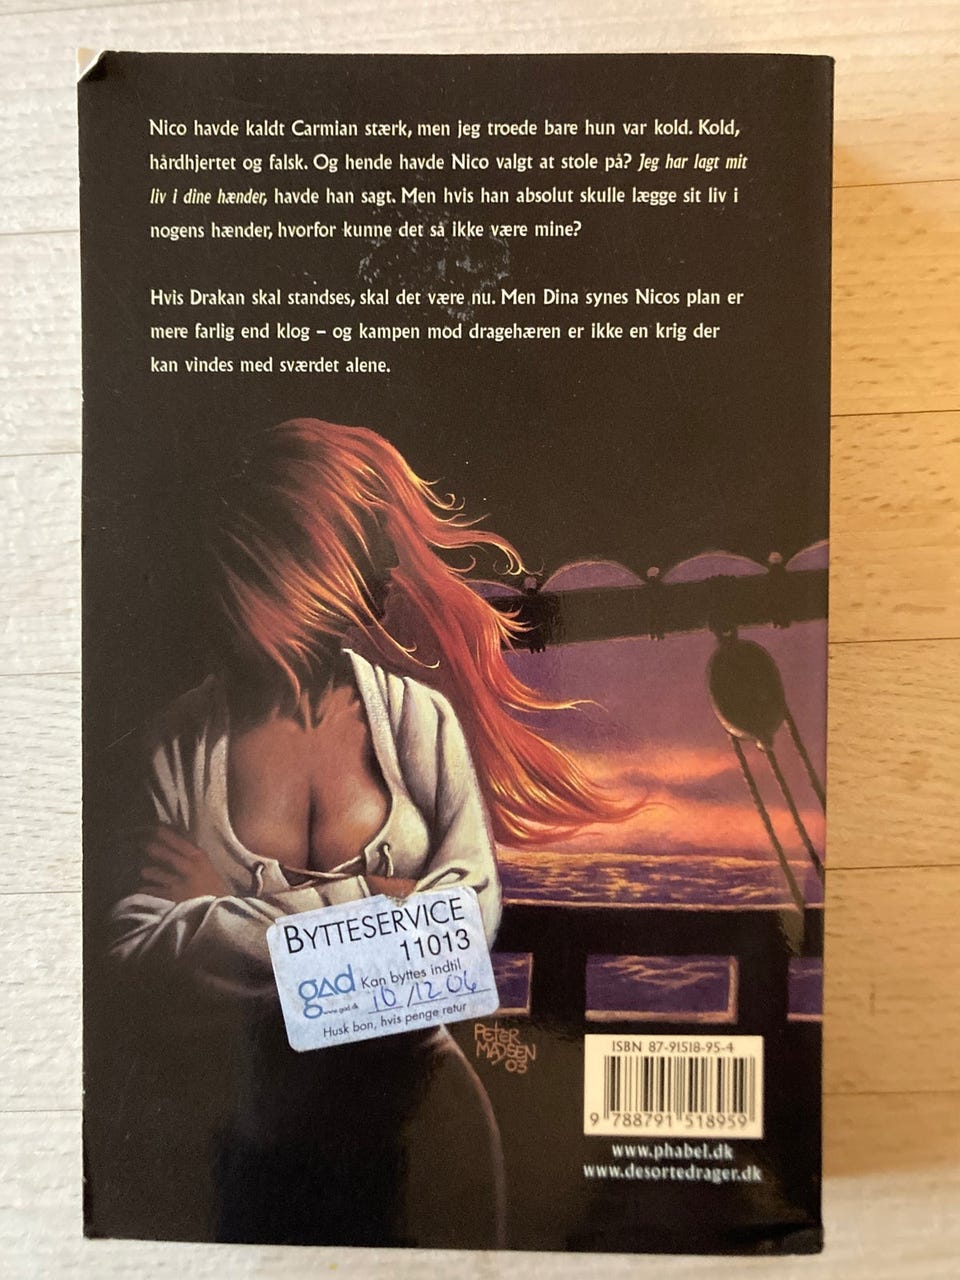 Nico havde kaldt Carmian stærk, men jeg troede bare hun var kold. Kold,
hårdhjertet og falsk. Og hende havde Nico valgt at stole på? Jeg har lagt mit
liv i dine hænder, havde han sagt. Men hvis han absolut skulle lægge sit liv i
nogens hænder, hvorfor kunne det så ikke være mine?
Hvis Drakan skal standses, skal det være nu. Men Dina synes Nicos plan er
mere farlig end klog – og kampen mod dragehæren er ikke en krig der
kan vindes med sværdet alene.
BYTTESERVICE
11013
gad Kan byttes indtil
www.gad.dk 10/12 06
Husk bon, hvis penge retur
PETER
MADSEN
03
ISBN 87-91518-95-4
9 788791 518959
www.phabel.dk
www.desortedrager.dk